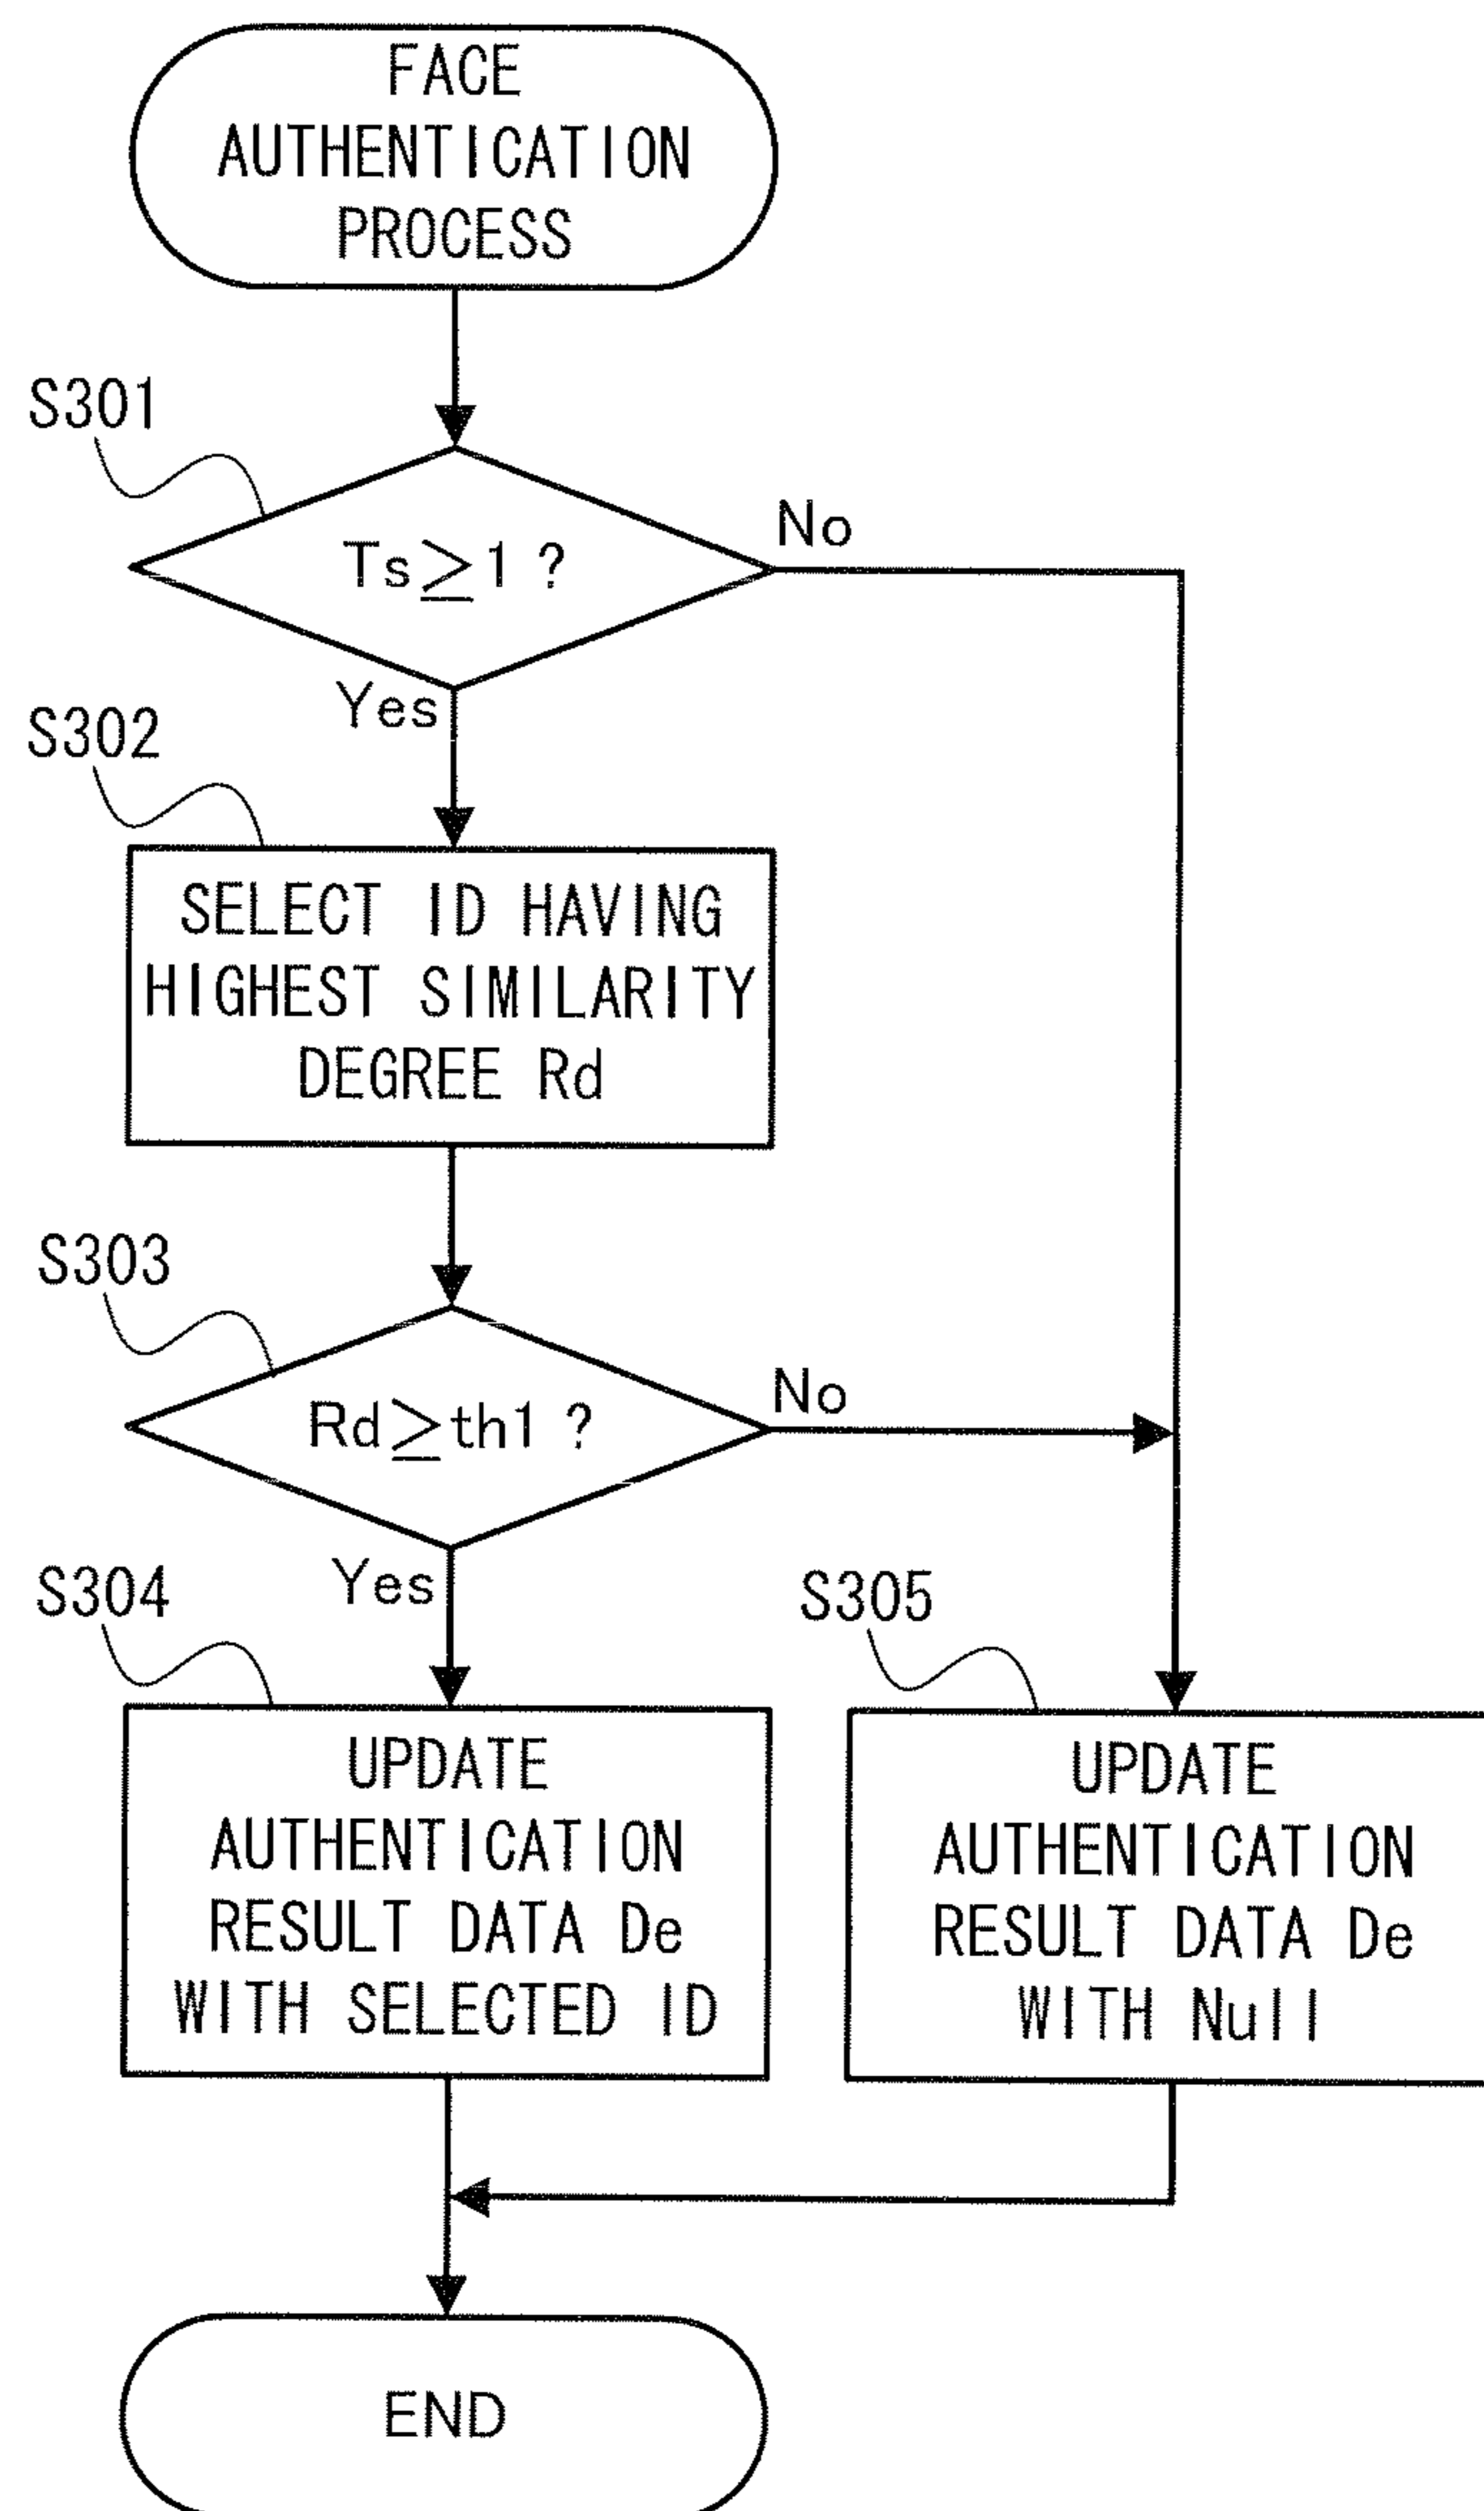 FACE
AUTHENTICATION
PROCESS
S301
Ts≧1 ?
No
Yes
S302
SELECT ID HAVING
HIGHEST SIMILARITY
DEGREE Rd
S303
Rd≧th1 ?
No
Yes
S304
UPDATE
AUTHENTICATION
RESULT DATA De
WITH SELECTED ID
S305
UPDATE
AUTHENTICATION
RESULT DATA De
WITH Null
END